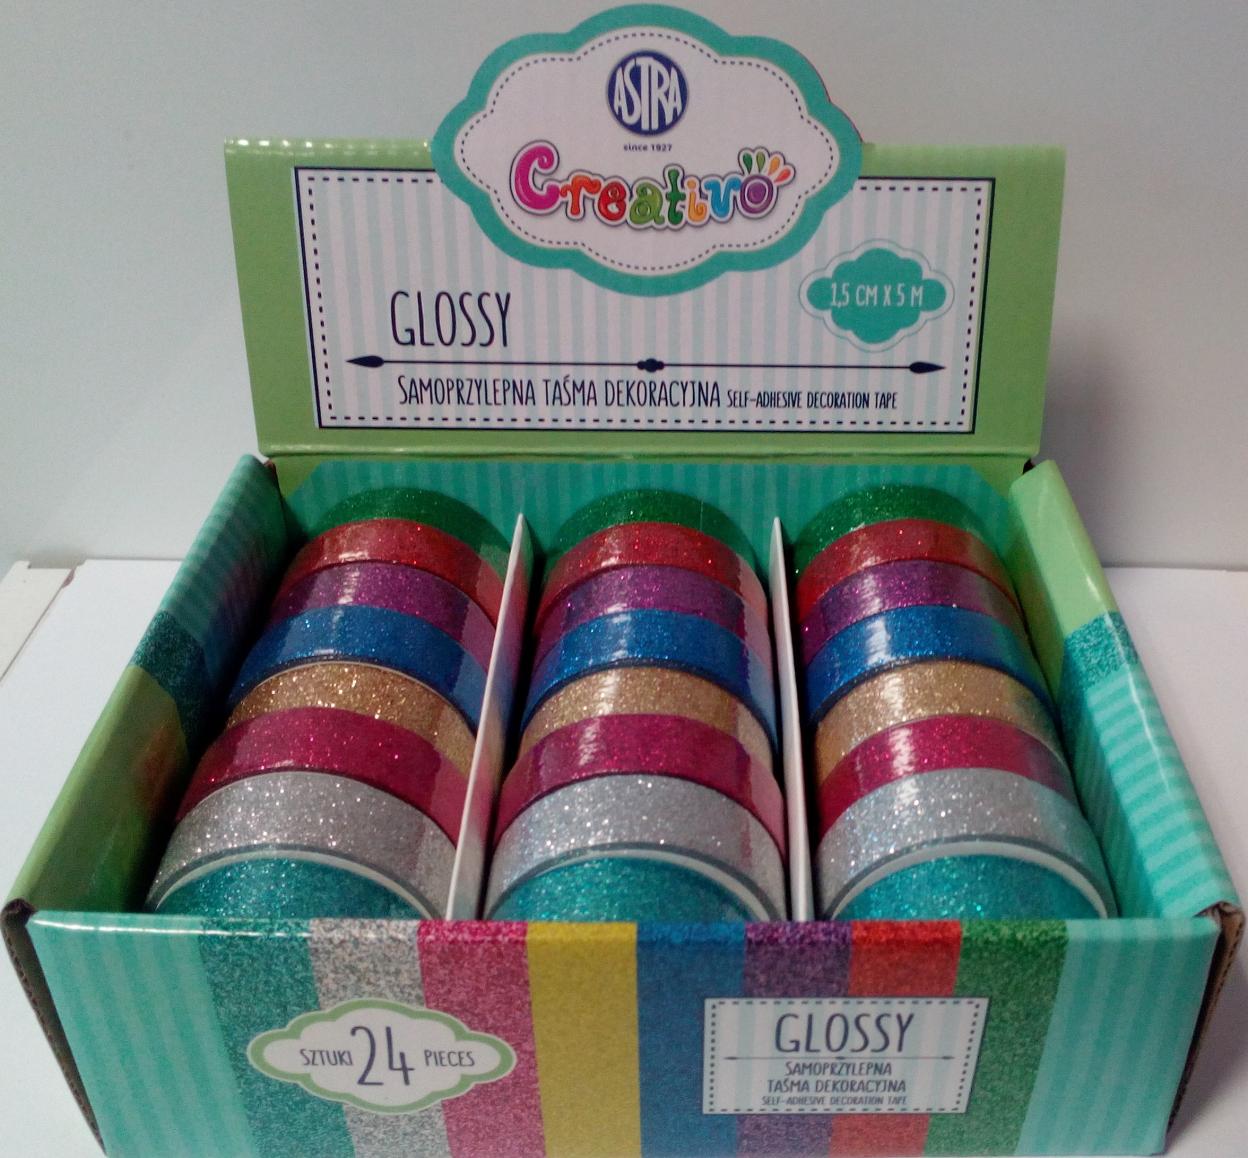 ASTRA
since 1927
Creativo
1,5 CM X 5 M
GLOSSY
SAMOPRZYLEPNA TAŚMA DEKORACYJNA SELF-ADHESIVE DECORATION TAPE
SZTUKI 24 PIECES
GLOSSY
SAMOPRZYLEPNA
TAŚMA DEKORACYJNA
SELF-ADHESIVE DECORATION TAPE